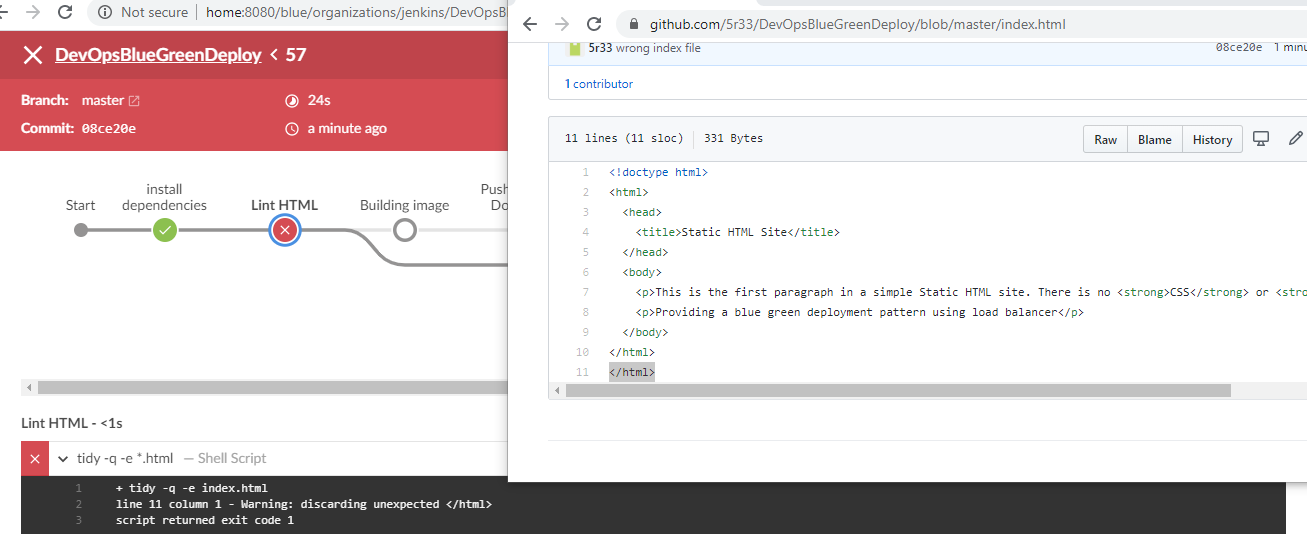 Not secure | home:8080/blue/organizations/jenkins/DevOpsB
DevOpsBlueGreenDeploy < 57
Branch: master
24s
Commit: 08ce20e
a minute ago
Start
install dependencies
Lint HTML
Building image
Lint HTML - <1s
tidy -q -e *.html — Shell Script
1 + tidy -q -e index.html
2 line 11 column 1 - Warning: discarding unexpected </html>
3 script returned exit code 1
github.com/5r33/DevOpsBlueGreenDeploy/blob/master/index.html
5r33 wrong index file
08ce20e 1 minu
1 contributor
11 lines (11 sloc) | 331 Bytes
Raw
Blame
History
1 <!doctype html>
2 <html>
3 <head>
4 <title>Static HTML Site</title>
5 </head>
6 <body>
7 <p>This is the first paragraph in a simple Static HTML site. There is no <strong>CSS</strong> or <stro
8 <p>Providing a blue green deployment pattern using load balancer</p>
9 </body>
10 </html>
11 </html>